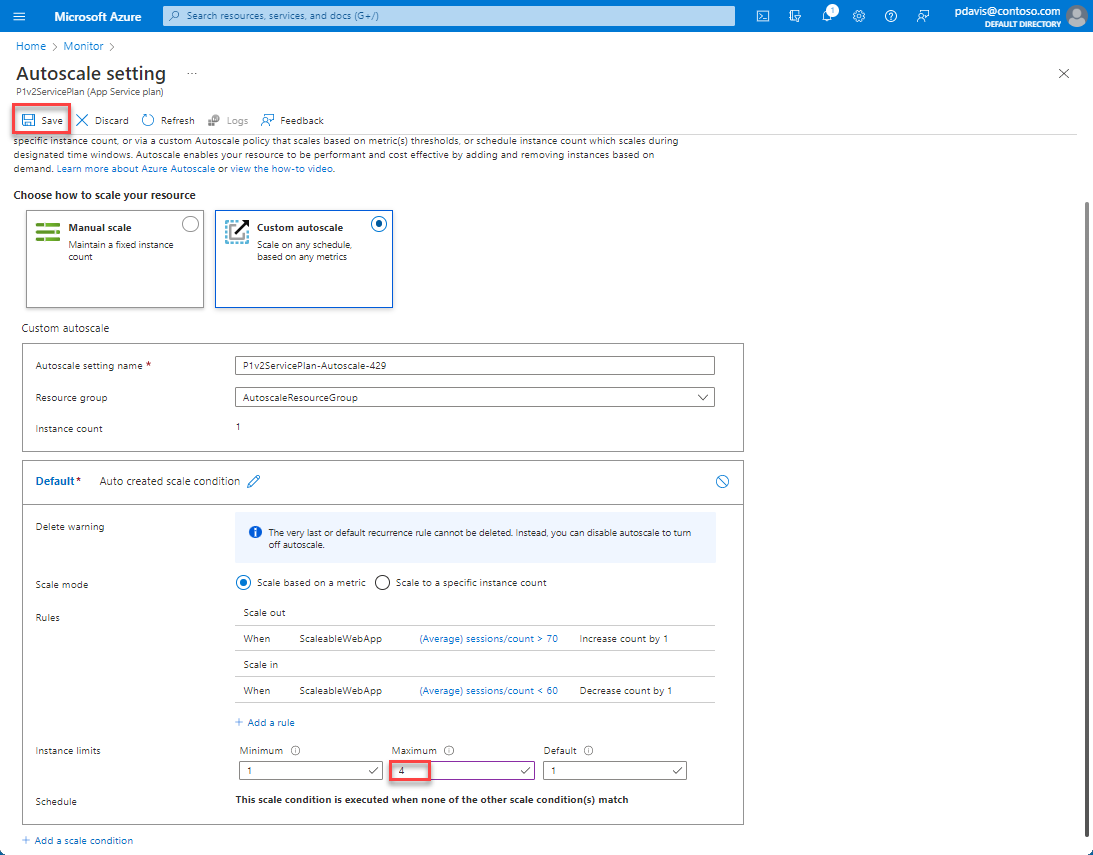 Microsoft Azure
Search resources, services, and docs (G+/)
1
pdavis@contoso.com
DEFAULT DIRECTORY
Home > Monitor >
Autoscale setting ...
P1v2ServicePlan (App Service plan)
Save Discard Refresh Logs Feedback
specific instance count, or via a custom Autoscale policy that scales based on metric(s) thresholds, or schedule instance count which scales during
designated time windows. Autoscale enables your resource to be performant and cost effective by adding and removing instances based on
demand. Learn more about Azure Autoscale or view the how-to video.
Choose how to scale your resource
Manual scale
Maintain a fixed instance
count
Custom autoscale
Scale on any schedule,
based on any metrics
Custom autoscale
Autoscale setting name * P1v2ServicePlan-Autoscale-429
Resource group AutoscaleResourceGroup
Instance count 1
Default* Auto created scale condition
Delete warning
The very last or default recurrence rule cannot be deleted. Instead, you can disable autoscale to turn
off autoscale.
Scale mode Scale based on a metric Scale to a specific instance count
Rules
Scale out
When ScaleableWebApp (Average) sessions/count > 70 Increase count by 1
Scale in
When ScaleableWebApp (Average) sessions/count < 60 Decrease count by 1
+ Add a rule
Instance limits Minimum Maximum Default
1 4 1
Schedule This scale condition is executed when none of the other scale condition(s) match
+ Add a scale condition